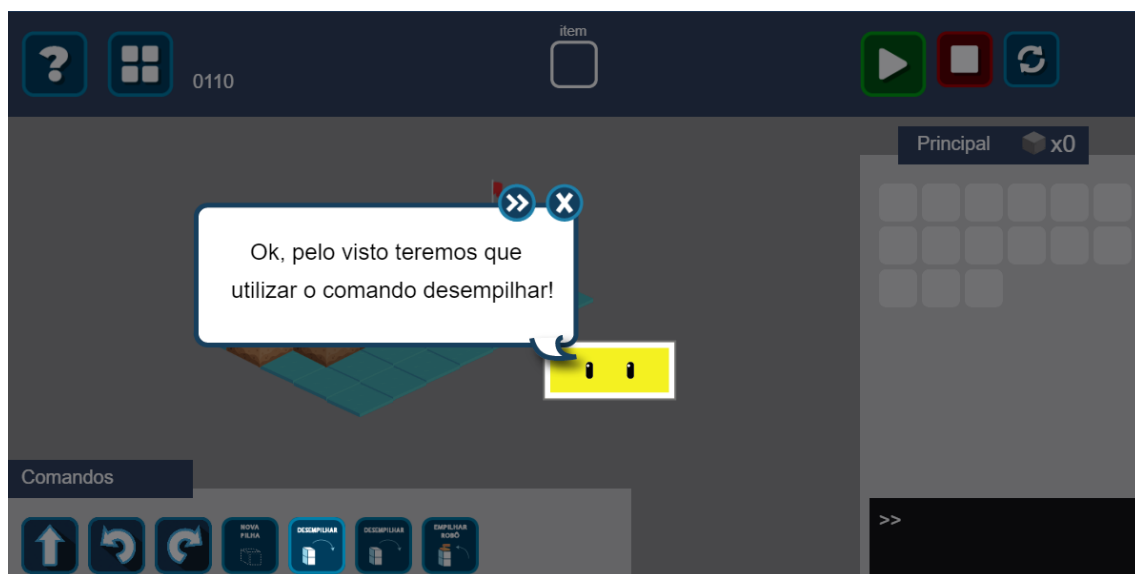 item
?
0110
Principal x0
Ok, pelo visto teremos que
utilizar o comando desempilhar!
Comandos
NOVA
PILHA
DESEMPILHAR
DESEMPILHAR
EMPILHAR
ROBÔ
>>